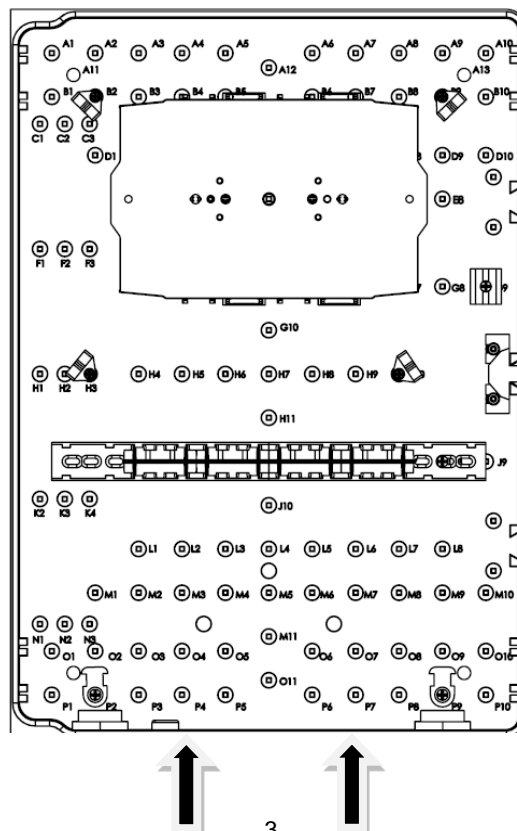 A1 A2 A3 A4 A5 A6 A7 A8 A9 A10
A11 A12 A13
B1 B2 B3 B4 B5 B6 B7 B8 B9 B10
C1 C2 C3
D1 D9 D10
E8
F1 F2 F3
G8
G10
H1 H2 H3 H4 H5 H6 H7 H8 H9
H11
J9
K2 K3 K4
J10
L1 L2 L3 L4 L5 L6 L7 L8
M1 M2 M3 M4 M5 M6 M7 M8 M9 M10
N1 N2 N3
M11
O1 O2 O3 O4 O5 O6 O7 O8 O9 O10
O11
P1 P2 P3 P4 P5 P6 P7 P8 P9 P10
3